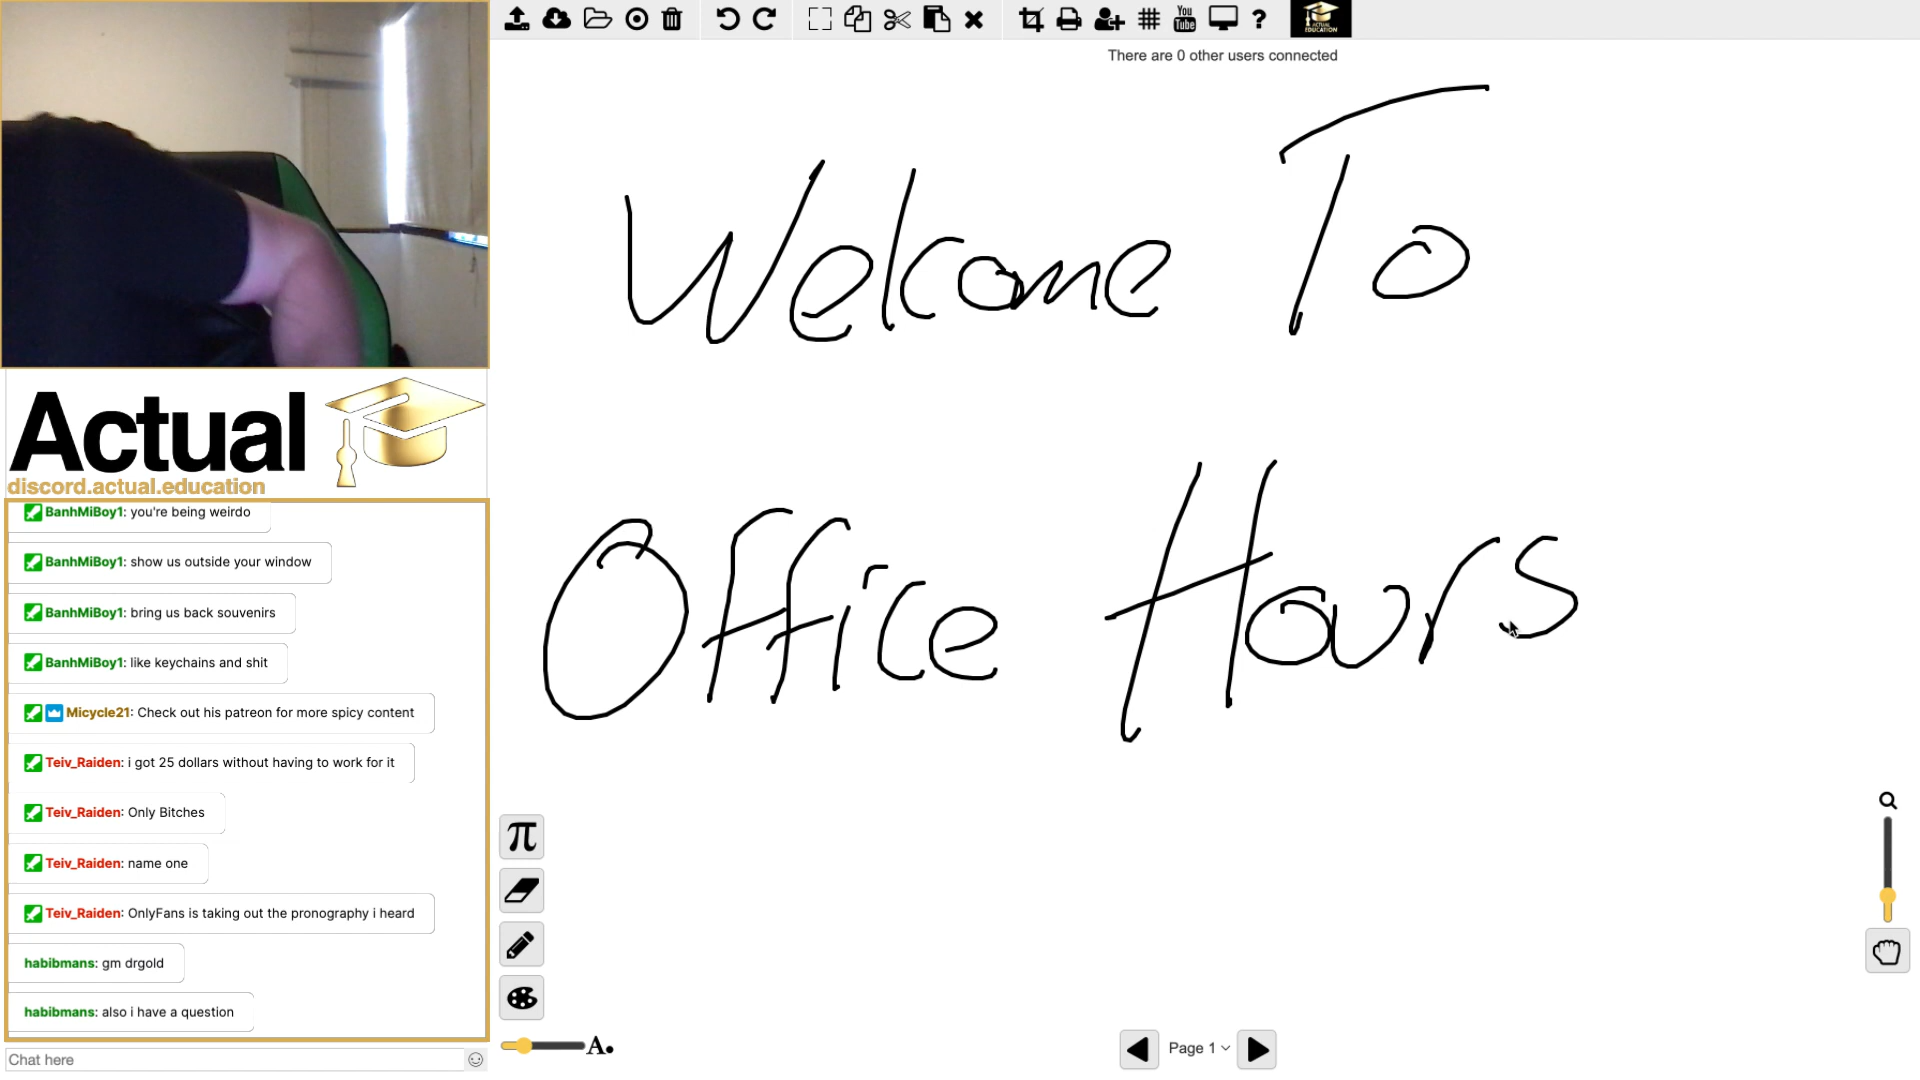 There are 0 other users connected
Welcome To
Office Hours
Actual
discord.actual.education
BanhMiBoy1: you're being weirdo
BanhMiBoy1: show us outside your window
BanhMiBoy1: bring us back souvenirs
BanhMiBoy1: like keychains and shit
Micycle21: Check out his patreon for more spicy content
Teiv_Raiden: i got 25 dollars without having to work for it
Teiv_Raiden: Only Bitches
Teiv_Raiden: name one
Teiv_Raiden: OnlyFans is taking out the pronography i heard
habibmans: gm drgold
habibmans: also i have a question
Chat here
You Tube
?
ACTUAL EDUCATION
π
A
Page 1